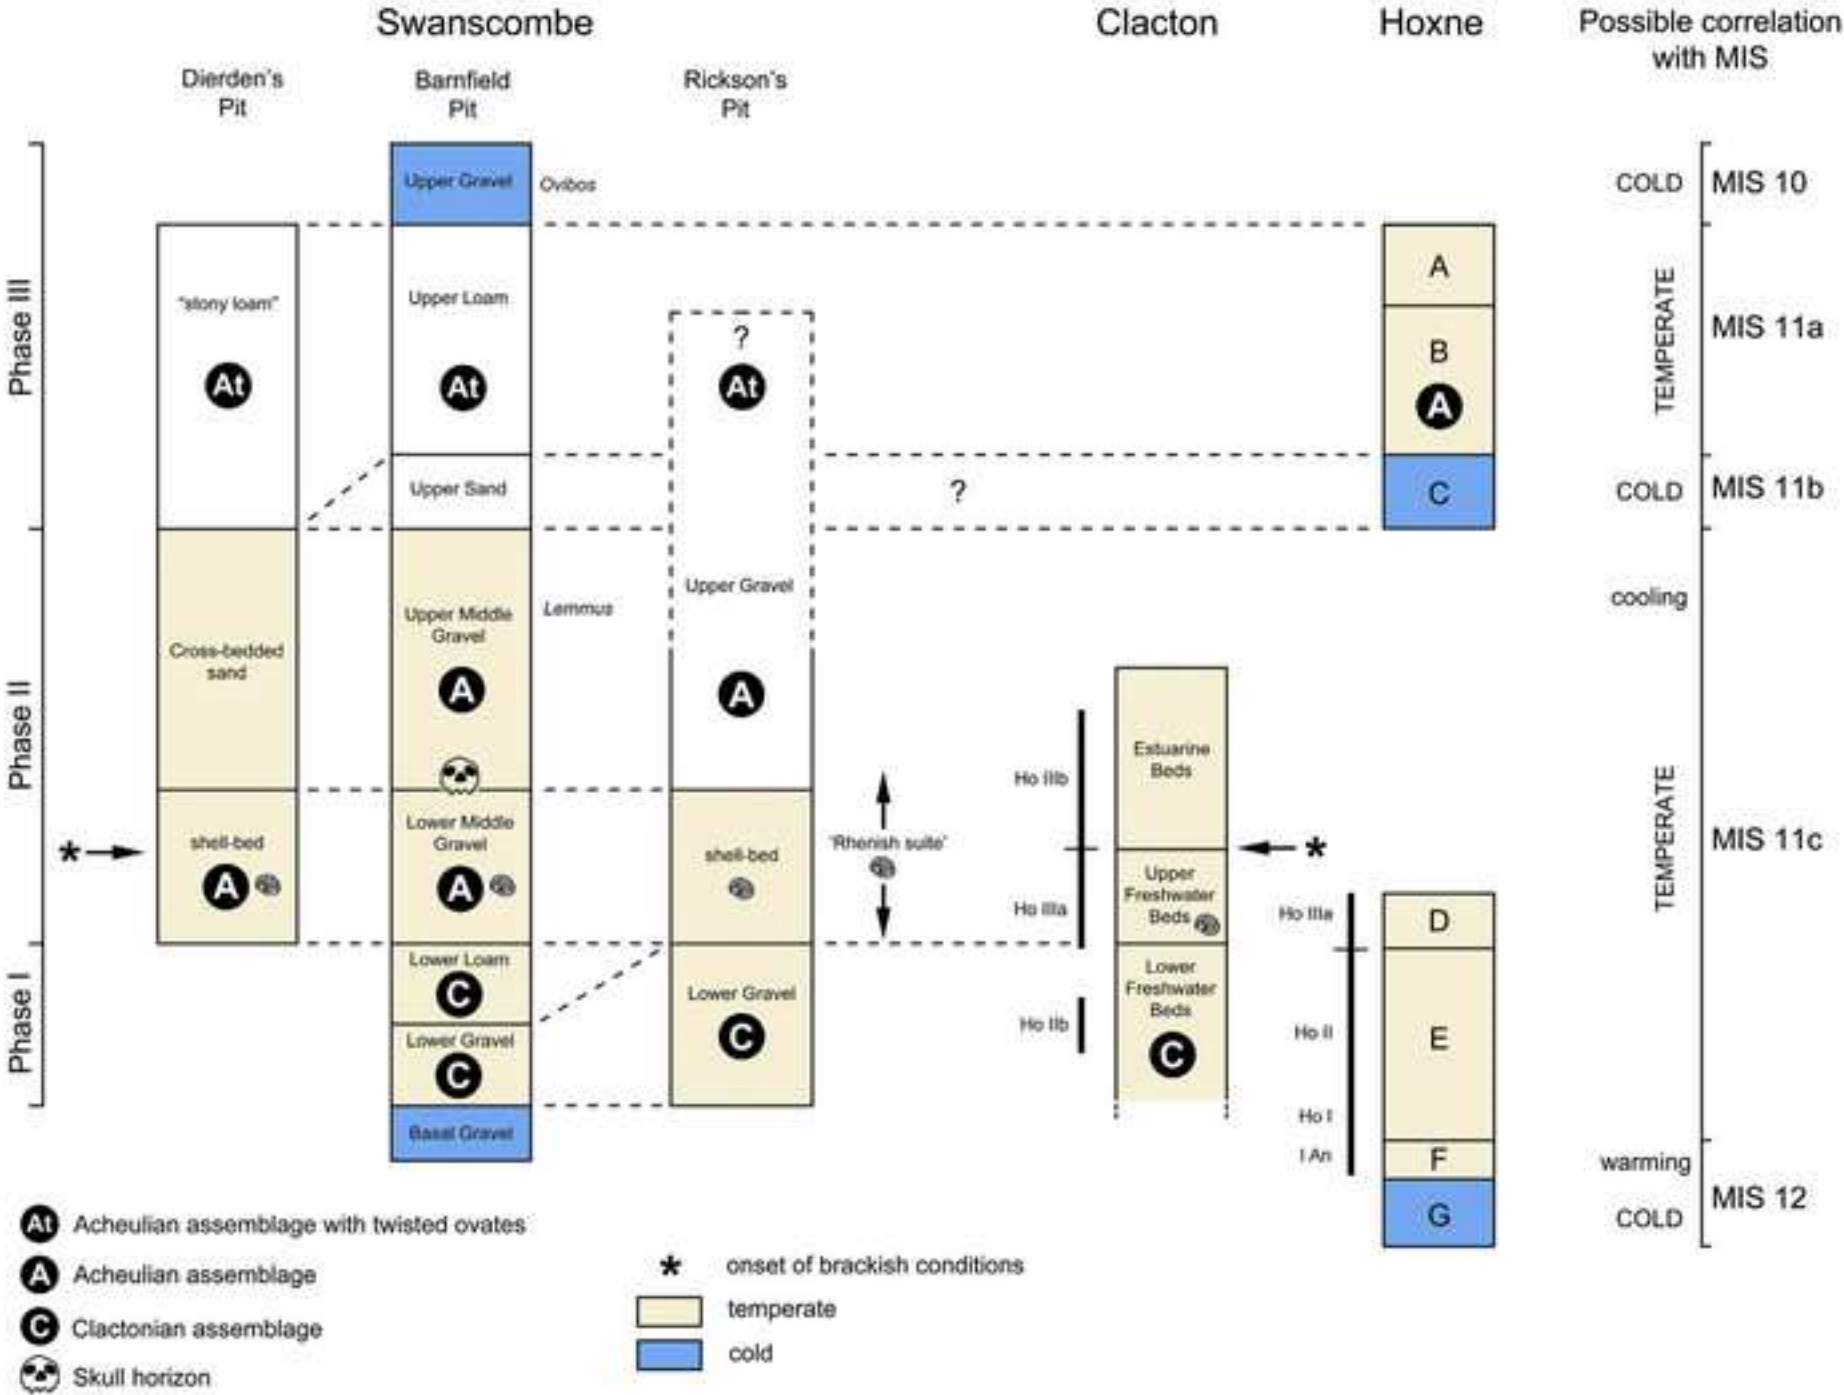 Swanscombe
Clacton
Hoxne
Possible correlation
with MIS
Dierden's
Pit
Barnfield
Pit
Rickson's
Pit
Phase III
Phase II
Phase I
"stony loam"
At
Cross-bedded
sand
*
shell-bed
A
Upper Gravel
Ovibos
Upper Loam
At
Upper Sand
Upper Middle
Gravel
Lemmus
A
Lower Middle
Gravel
A
Lower Loam
C
Lower Gravel
C
Basal Gravel
?
At
Upper Gravel
A
shell-bed
Lower Gravel
C
'Rhenish suite'
?
Ho IIIb
Ho IIIa
Ho IIb
Estuarine
Beds
*
Upper
Freshwater
Beds
Lower
Freshwater
Beds
C
Ho IIIa
Ho II
Ho I
I An
A
B
A
C
D
E
F
G
COLD
TEMPERATE
COLD
cooling
TEMPERATE
warming
COLD
MIS 10
MIS 11a
MIS 11b
MIS 11c
MIS 12
At Acheulian assemblage with twisted ovates
A Acheulian assemblage
C Clactonian assemblage
Skull horizon
* onset of brackish conditions
temperate
cold